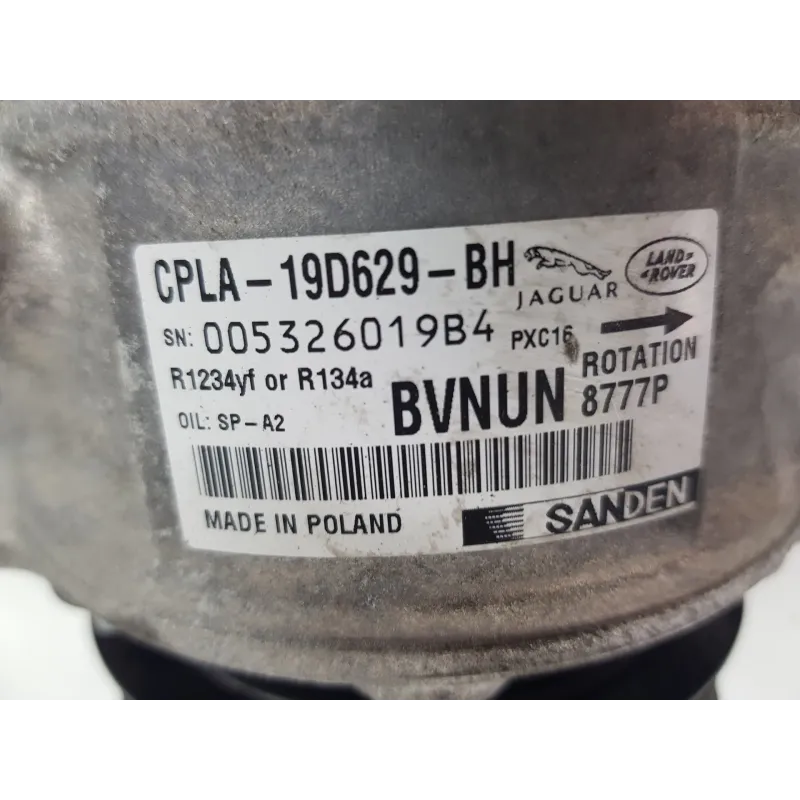 CPLA-19D629-BH
JAGUAR
LAND ROVER
SN: 005326019B4 PXC16
R1234yf or R134a
BVNUN
ROTATION
8777P
OIL: SP-A2
MADE IN POLAND
SANDEN